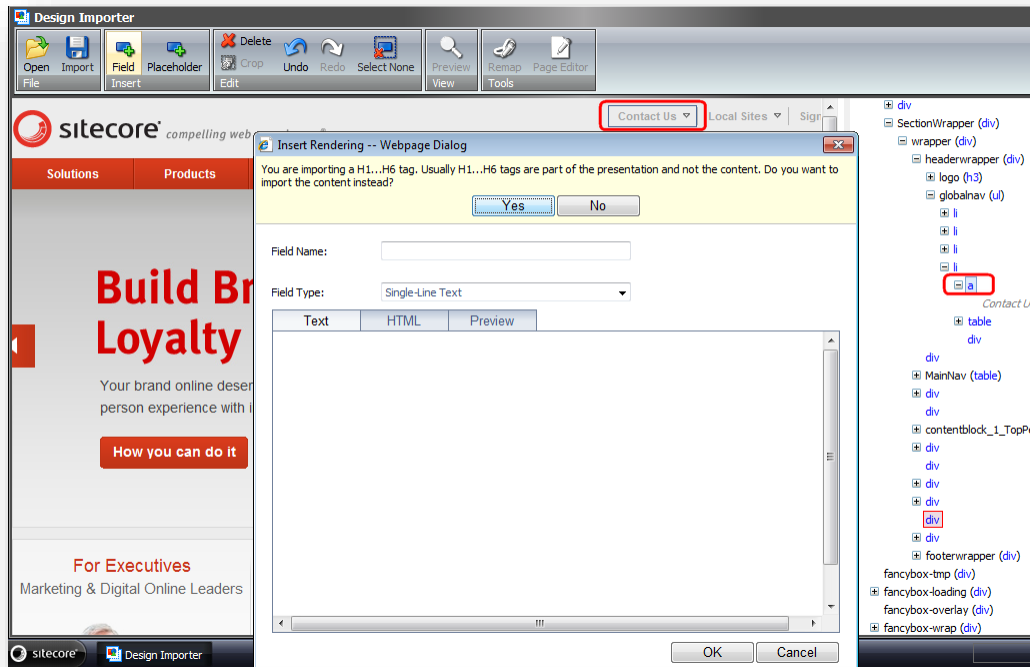 Design Importer
Open Import Field Placeholder Delete Crop Undo Redo Select None Preview Remap Page Editor
File Insert Edit View Tools
sitecore compelling web
Contact Us Local Sites Sign
Solutions Products
Build Br
Loyalty
Your brand online deser
person experience with i
How you can do it
For Executives
Marketing & Digital Online Leaders
Insert Rendering -- Webpage Dialog
You are importing a H1...H6 tag. Usually H1...H6 tags are part of the presentation and not the content. Do you want to
import the content instead?
Yes No
Field Name:
Field Type: Single-Line Text
Text HTML Preview
OK Cancel
div
SectionWrapper (div)
wrapper (div)
headerwrapper (div)
logo (h3)
globalnav (ul)
li
li
li
li
a
Contact U
table
div
div
MainNav (table)
div
div
contentblock_1_TopPe
div
div
div
div
div
div
footerwrapper (div)
fancybox-tmp (div)
fancybox-loading (div)
fancybox-overlay (div)
fancybox-wrap (div)
sitecore Design Importer